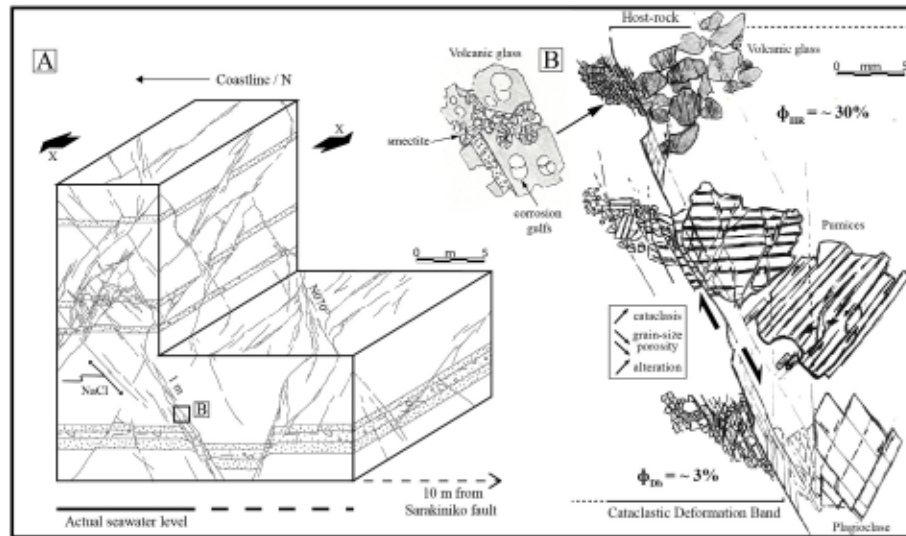 A
Coastline / N
X
X
0 m 5
N070°
1 m
NaCl
B
10 m from
Sarakiniko fault
Actual seawater level
B
Host-rock
Volcanic glass
Volcanic glass
0 mm 5
smectite
ϕHR = ~ 30%
corrosion
gulfs
Pumices
cataclasis
grain-size
porosity
alteration
ϕDb = ~ 3%
Cataclastic Deformation Band
Plagioclase